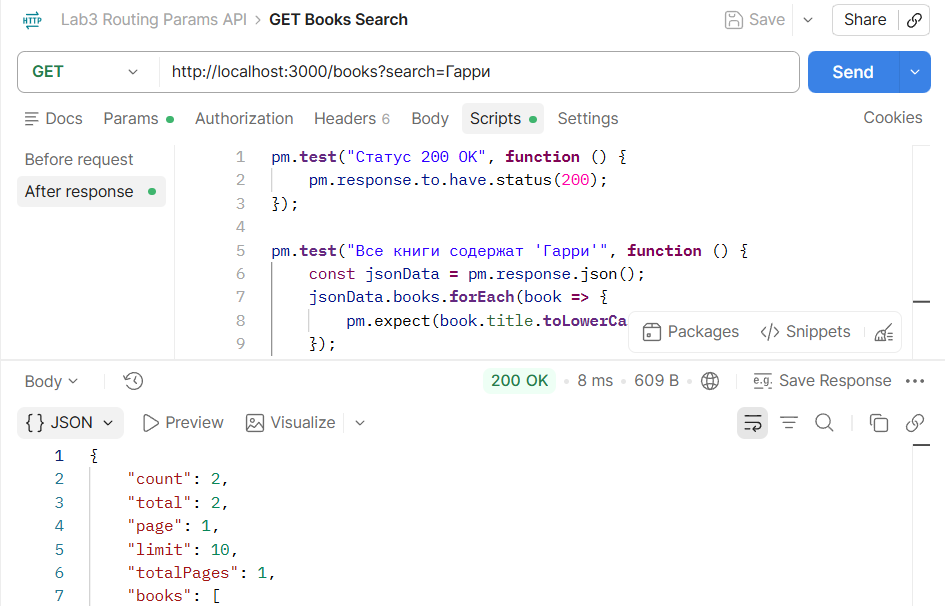 HTTP Lab3 Routing Params API > GET Books Search Save Share
GET http://localhost:3000/books?search=Гарри Send
Docs Params Authorization Headers 6 Body Scripts Settings Cookies
Before request
After response
1 pm.test("Статус 200 OK", function () {
2 pm.response.to.have.status(200);
3 });
4
5 pm.test("Все книги содержат 'Гарри'", function () {
6 const jsonData = pm.response.json();
7 jsonData.books.forEach(book => {
8 pm.expect(book.title.toLowerCa
9 });
Packages </> Snippets
Body 200 OK • 8 ms • 609 B • e.g. Save Response
{} JSON Preview Visualize
1 {
2 "count": 2,
3 "total": 2,
4 "page": 1,
5 "limit": 10,
6 "totalPages": 1,
7 "books": [